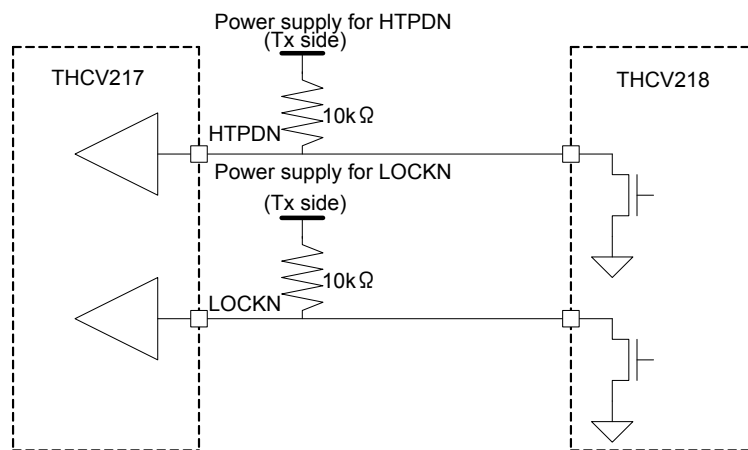 Power supply for HTPDN
(Tx side)
THCV217
THCV218
10kΩ
HTPDN
Power supply for LOCKN
(Tx side)
10kΩ
LOCKN